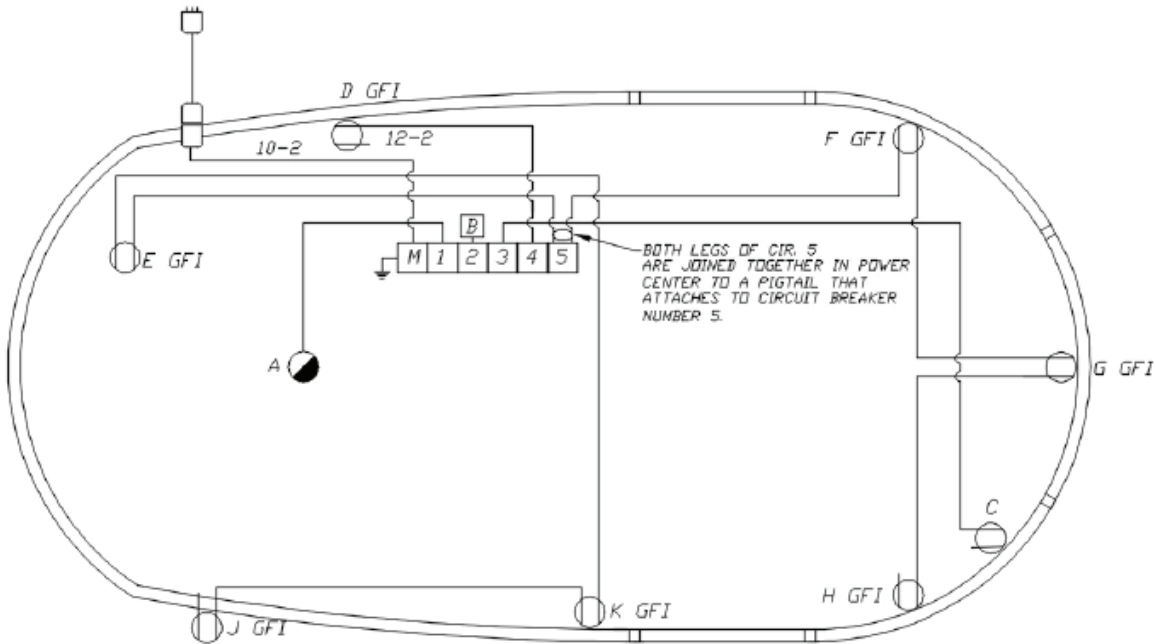 D GFI
12-2
10-2
F GFI
B
E GFI
M 1 2 3 4 5
BOTH LEGS OF CIR. 5
ARE JOINED TOGETHER IN POWER
CENTER TO A PIGTAIL THAT
ATTACHES TO CIRCUIT BREAKER
NUMBER 5.
A
G GFI
C
H GFI
K GFI
J GFI